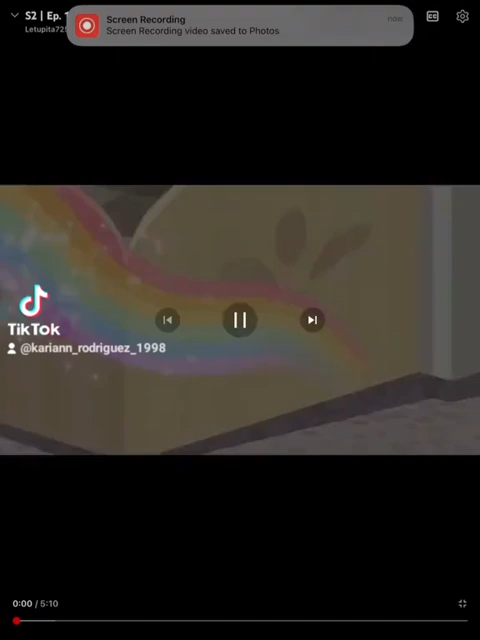 Screen Recording
now
Screen Recording video saved to Photos
S2 | Ep. 1
CC
TikTok
@kariann_rodriguez_1998
0:00 / 5:10